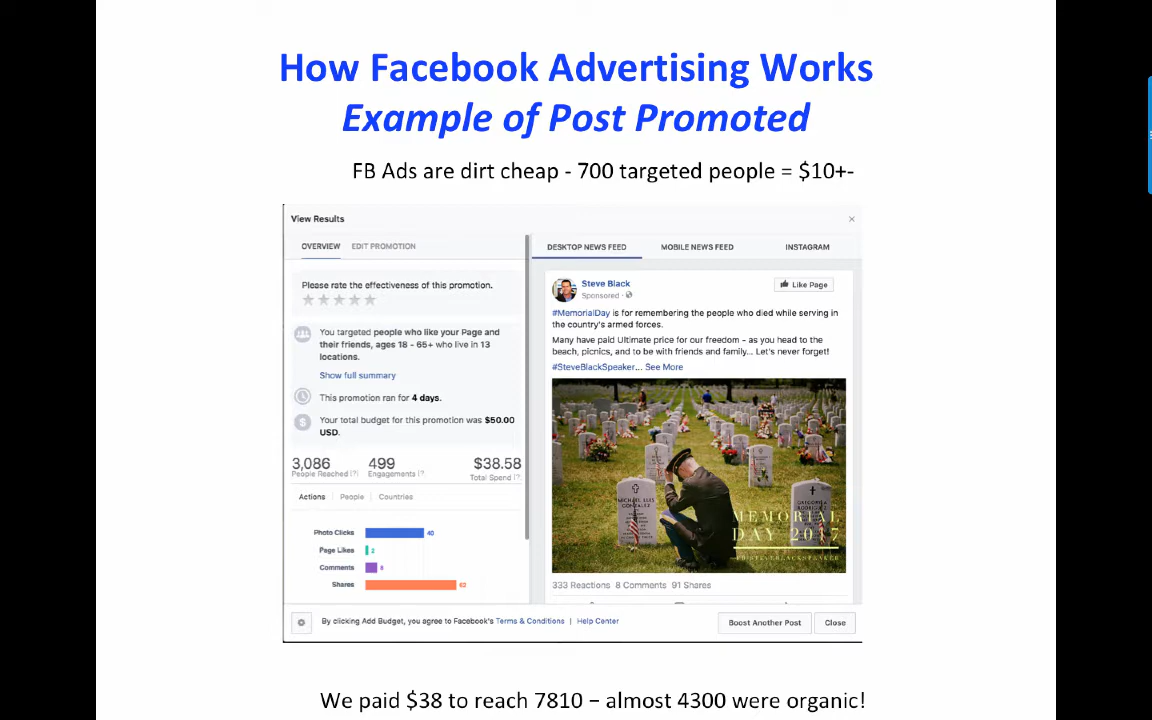 How Facebook Advertising Works
Example of Post Promoted
FB Ads are dirt cheap - 700 targeted people = $10+-
View Results
×
OVERVIEW EDIT PROMOTION
Please rate the effectiveness of this promotion.
You targeted people who like your Page and
their friends, ages 18 - 65+ who live in 13
locations.
Show full summary
This promotion ran for 4 days.
Your total budget for this promotion was $50.00
USD.
3,086 499 $38.58
People Reached [?] Engagements [?] Total Spend [?]
Actions People Countries
Photo Clicks 40
Page Likes 2
Comments 8
Shares 62
DESKTOP NEWS FEED MOBILE NEWS FEED INSTAGRAM
Steve Black
Like Page
Sponsored ·
#MemorialDay is for remembering the people who died while serving in
the country's armed forces.
Many have paid Ultimate price for our freedom - as you head to the
beach, picnics, and to be with friends and family... Let's never forget!
#SteveBlackSpeaker... See More
MEMORIAL
DAY 2017
333 Reactions 8 Comments 91 Shares
By clicking Add Budget, you agree to Facebook's Terms & Conditions | Help Center
Boost Another Post Close
We paid $38 to reach 7810 – almost 4300 were organic!